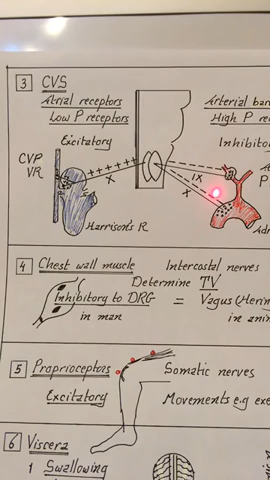 3 CVS
Atrial receptors
Low P receptors
Excitatory
CVP
VR
+ + + + + +
X
Harrison's R
Arterial bar
High P re
Inhibito
IX
X
A
P
Adr
4 Chest wall muscle Intercostal nerves
Determine TV
Inhibitory to DRG = Vagus (Herin
in man in anim
5 Proprioceptors Somatic nerves
Excitatory Movements e.g exe
6 Viscera
1 Swallowing